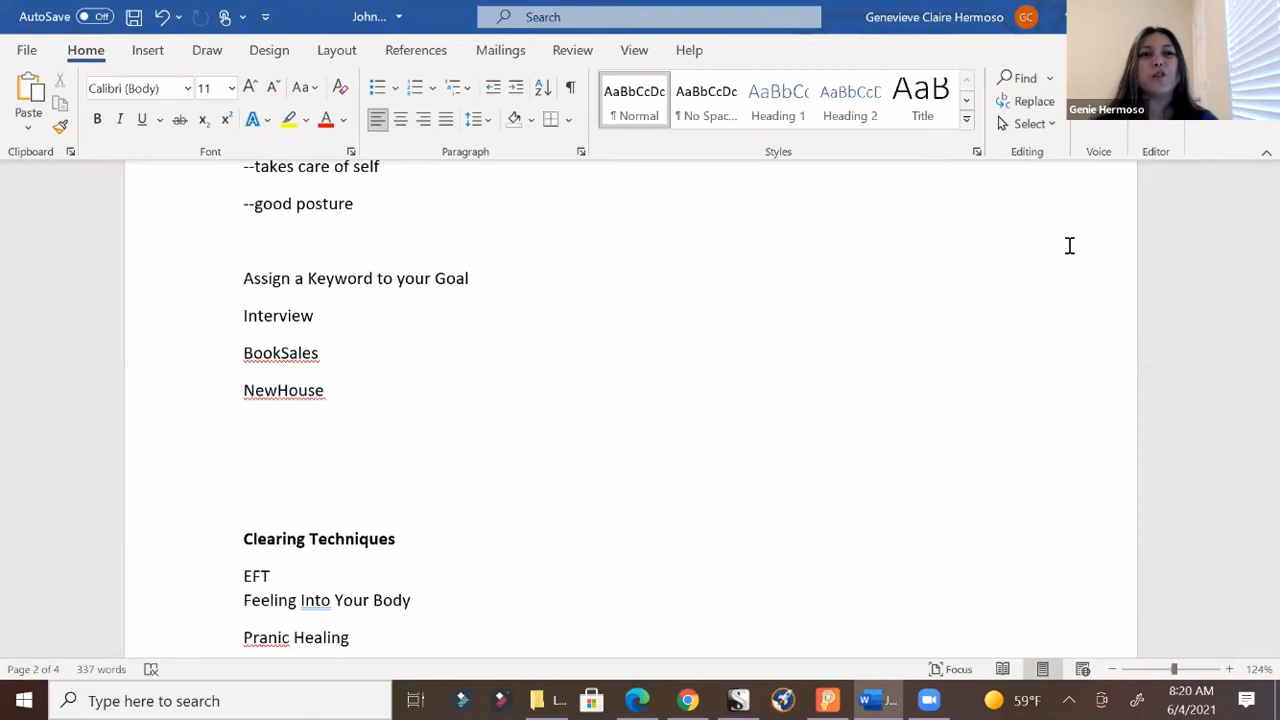 AutoSave Off John... Search Genevieve Claire Hermoso GC
File Home Insert Draw Design Layout References Mailings Review View Help
Paste Calibri (Body) 11 Aa AaBbCcDc AaBbCcDc AaBbCc AaBbCcD AaB Find
¶ Normal ¶ No Spac... Heading 1 Heading 2 Title Replace
Select
Genie Hermoso
Clipboard Font Paragraph Styles Editing Voice Editor
--takes care of self
--good posture
Assign a Keyword to your Goal
Interview
BookSales
NewHouse
Clearing Techniques
EFT
Feeling Into Your Body
Pranic Healing
Page 2 of 4 337 words Focus 124%
Type here to search L... J... 59°F 8:20 AM
6/4/2021